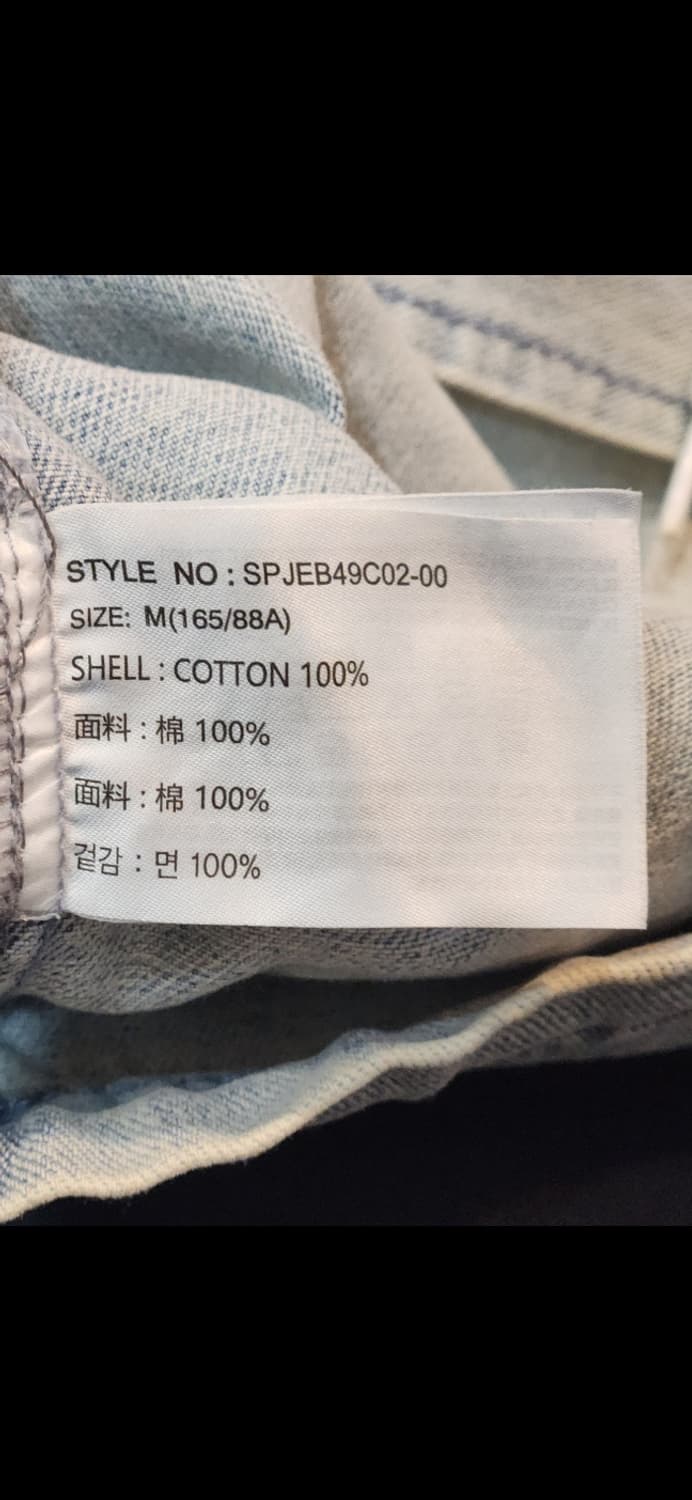 STYLE NO : SPJEB49C02-00
SIZE: M(165/88A)
SHELL : COTTON 100%
面料 : 棉 100%
面料 : 棉 100%
겉감 : 면 100%